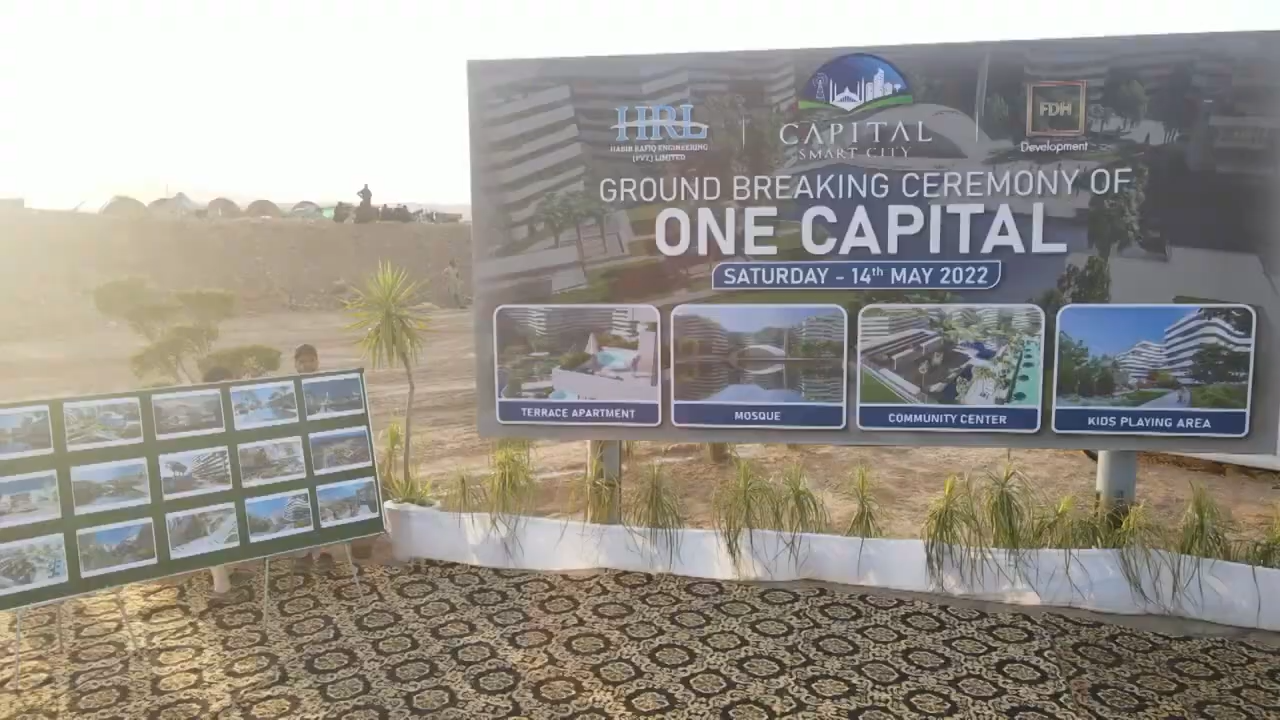 HRL
HABIB RAFIQ ENGINEERING
(PVT) LIMITED
CAPITAL
SMART CITY
FDH
Development
GROUND BREAKING CEREMONY OF
ONE CAPITAL
SATURDAY - 14th MAY 2022
TERRACE APARTMENT
MOSQUE
COMMUNITY CENTER
KIDS PLAYING AREA